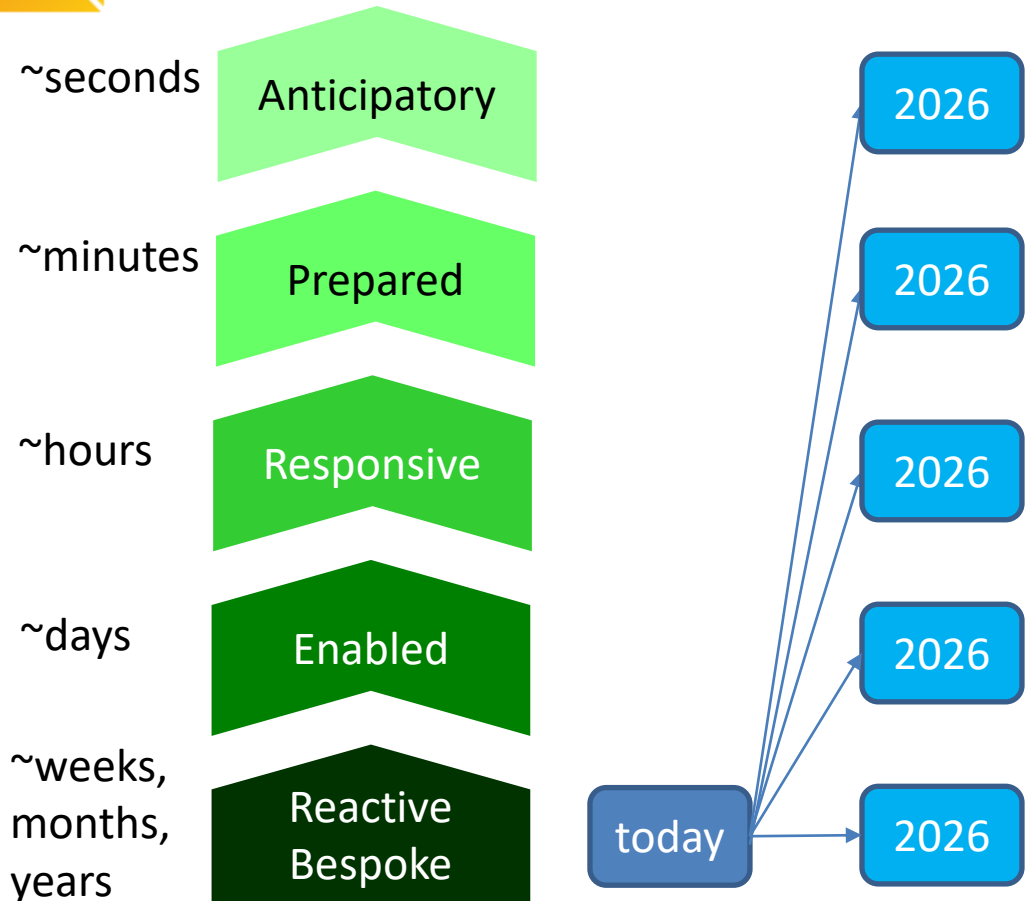 ~seconds
Anticipatory
2026
~minutes
Prepared
2026
~hours
Responsive
2026
~days
Enabled
2026
~weeks,
months,
years
Reactive
Bespoke
today
2026